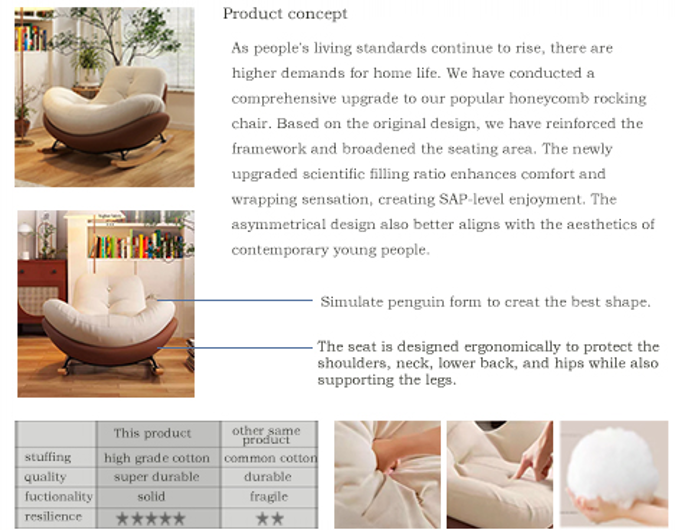 Product concept
As people's living standards continue to rise, there are
higher demands for home life. We have conducted a
comprehensive upgrade to our popular honeycomb rocking
chair. Based on the original design, we have reinforced the
framework and broadened the seating area. The newly
upgraded scientific filling ratio enhances comfort and
wrapping sensation, creating SAP-level enjoyment. The
asymmetrical design also better aligns with the aesthetics of
contemporary young people.
Simulate penguin form to creat the best shape.
The seat is designed ergonomically to protect the
shoulders, neck, lower back, and hips while also
supporting the legs.
This product other same
product
stuffing high grade cotton common cotton
quality super durable durable
fuctionality solid fragile
resilience ★★★★★ ★★